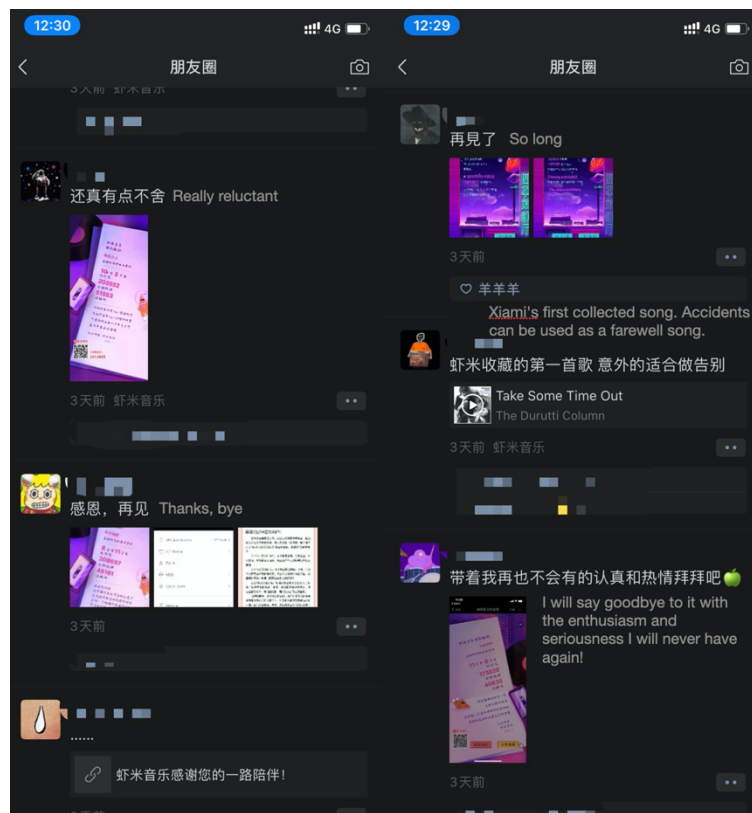 12:30
4G
朋友圈
3天前 虾米音乐
还真有点不舍 Really reluctant
3天前 虾米音乐
感恩，再见 Thanks, bye
3天前
......
虾米音乐感谢您的一路陪伴！
12:29
4G
朋友圈
再見了 So long
3天前
羊羊羊
Xiami's first collected song. Accidents
can be used as a farewell song.
虾米收藏的第一首歌 意外的适合做告别
Take Some Time Out
The Durutti Column
3天前 虾米音乐
带着我再也不会有的认真和热情拜拜吧🍏
I will say goodbye to it with
the enthusiasm and
seriousness I will never have
again!
3天前